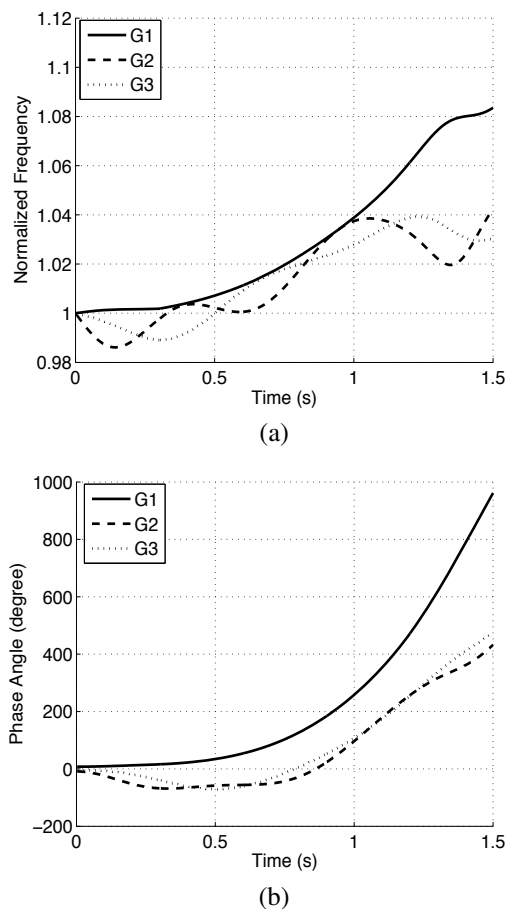 1.12
1.1
1.08
1.06
1.04
1.02
1
0.98
Normalized Frequency
G1
G2
G3
0
0.5
1
1.5
Time (s)
(a)
1000
800
600
400
200
0
−200
Phase Angle (degree)
G1
G2
G3
0
0.5
1
1.5
Time (s)
(b)